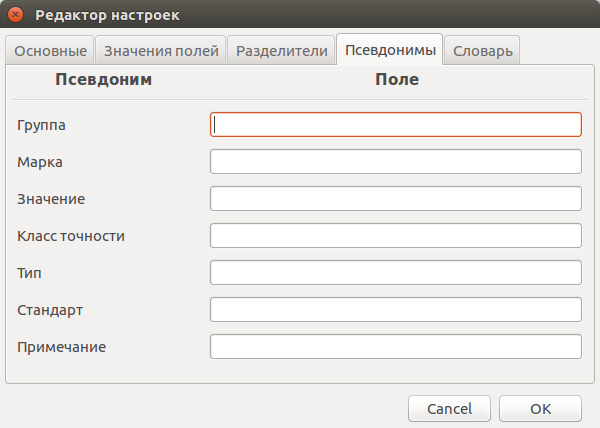 Редактор настроек
Основные Значения полей Разделители Псевдонимы Словарь
Псевдоним Поле
Группа
Марка
Значение
Класс точности
Тип
Стандарт
Примечание
Cancel OK